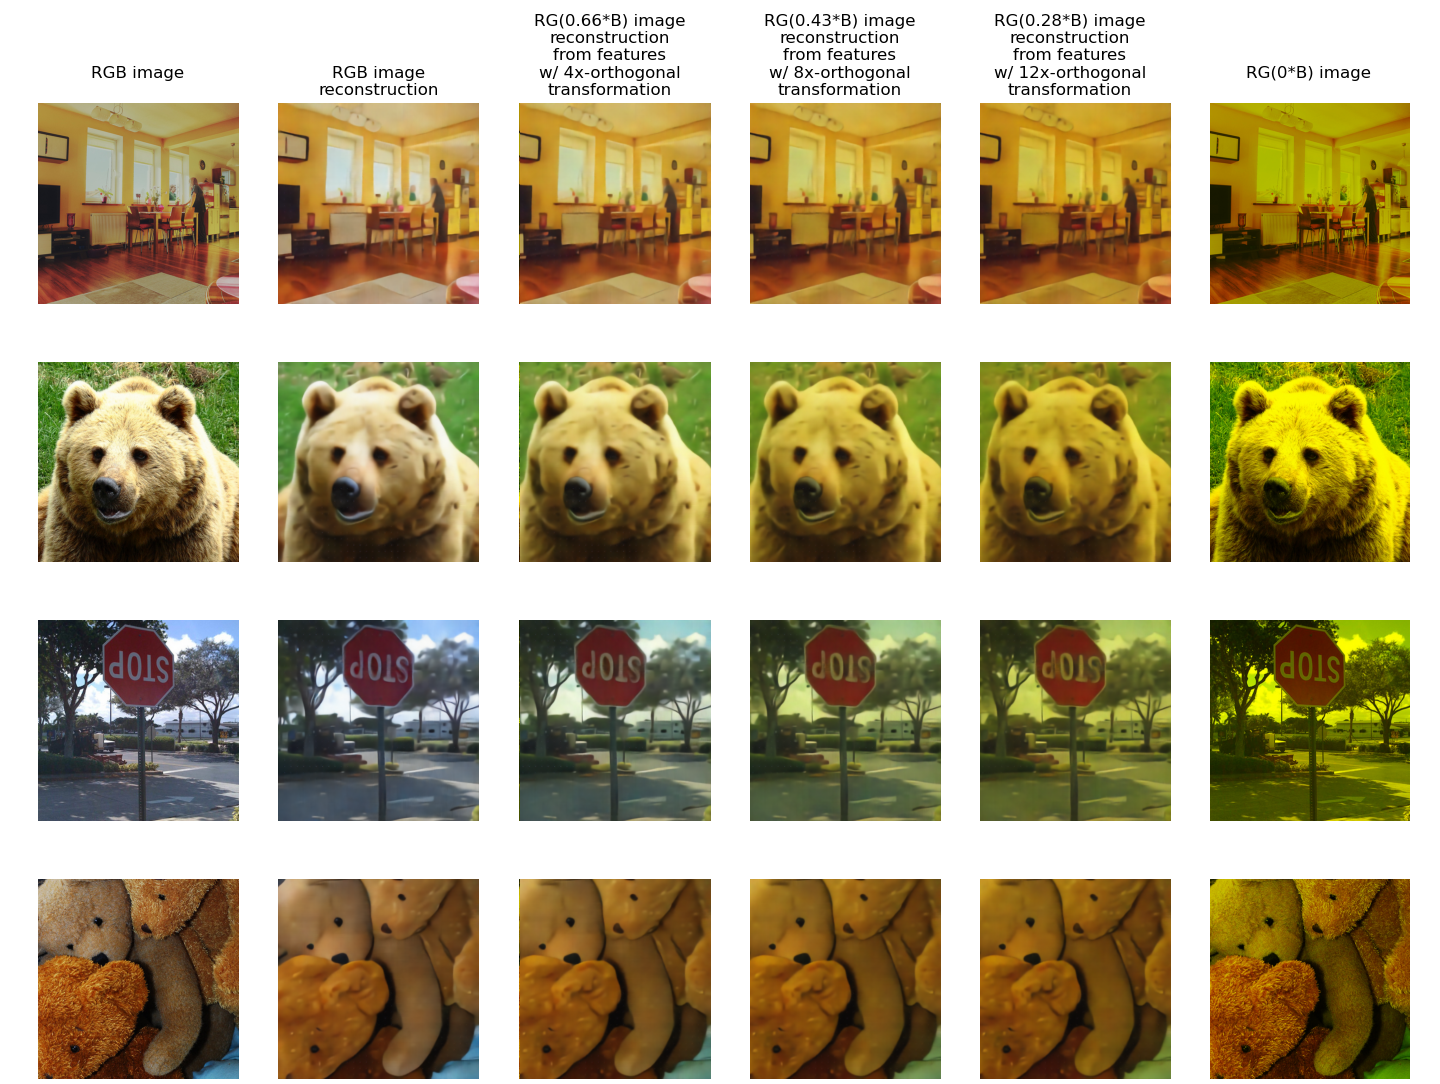 RGB image
RGB image
reconstruction
RG(0.66*B) image
reconstruction
from features
w/ 4x-orthogonal
transformation
RG(0.43*B) image
reconstruction
from features
w/ 8x-orthogonal
transformation
RG(0.28*B) image
reconstruction
from features
w/ 12x-orthogonal
transformation
RG(0*B) image
STOP
STOP
STOP
STOP
STOP
STOP